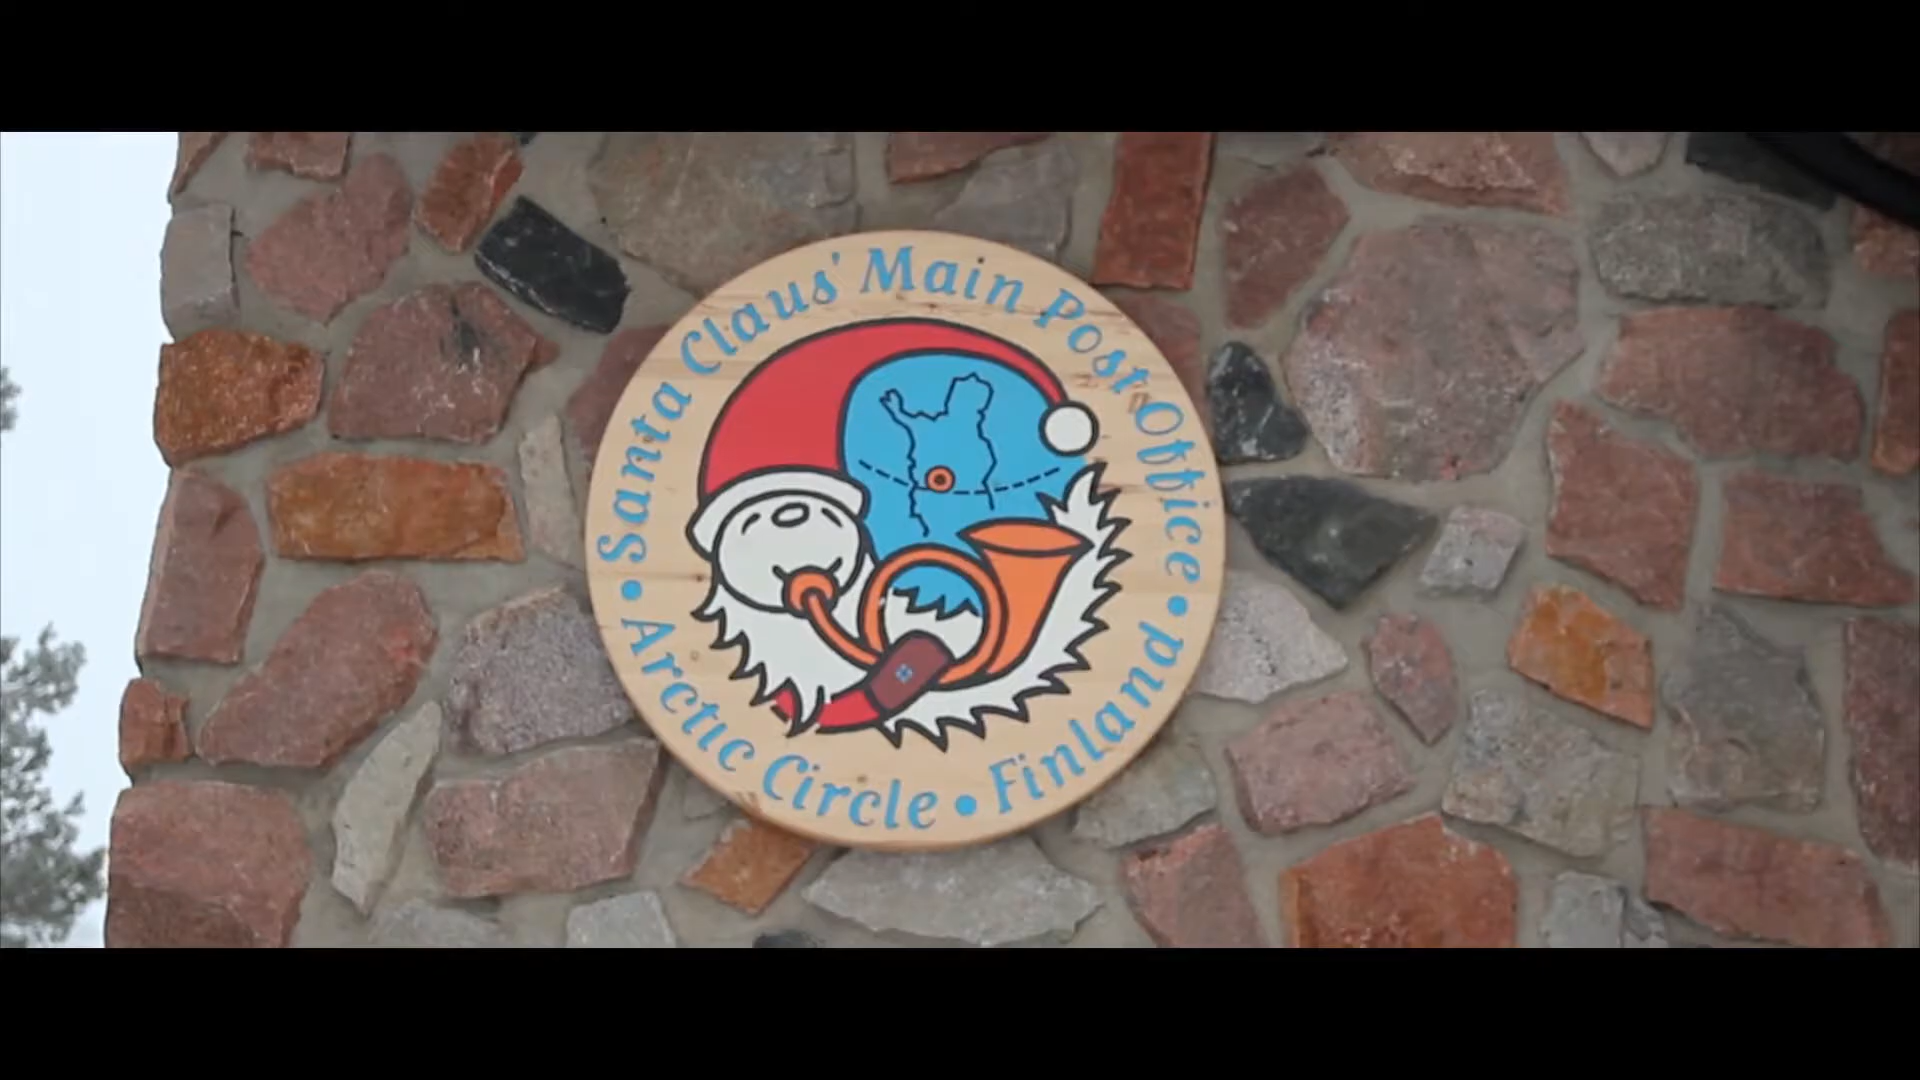 Santa Claus' Main Post Office
• Arctic Circle • Finland •